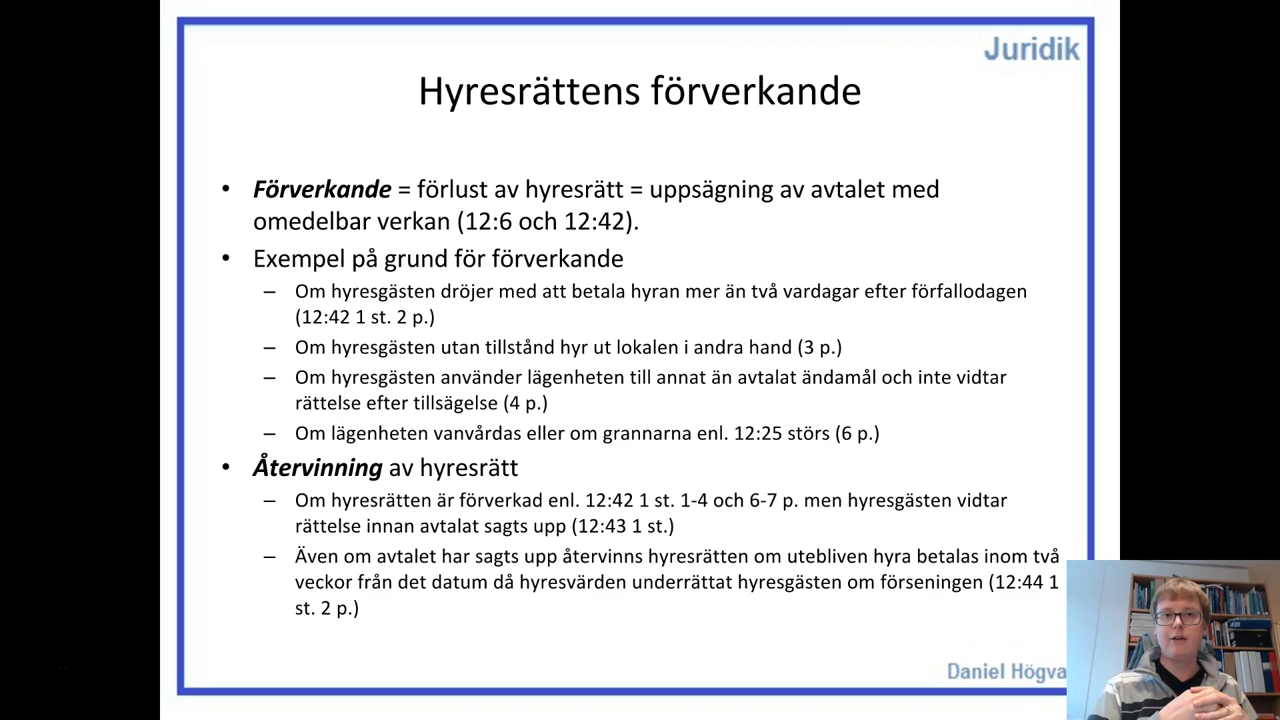 Juridik
Hyresrättens förverkande
• Förverkande = förlust av hyresrätt = uppsägning av avtalet med
omedelbar verkan (12:6 och 12:42).
• Exempel på grund för förverkande
– Om hyresgästen dröjer med att betala hyran mer än två vardagar efter förfallodagen
(12:42 1 st. 2 p.)
– Om hyresgästen utan tillstånd hyr ut lokalen i andra hand (3 p.)
– Om hyresgästen använder lägenheten till annat än avtalat ändamål och inte vidtar
rättelse efter tillsägelse (4 p.)
– Om lägenheten vanvårdas eller om grannarna enl. 12:25 störs (6 p.)
• Återvinning av hyresrätt
– Om hyresrätten är förverkad enl. 12:42 1 st. 1-4 och 6-7 p. men hyresgästen vidtar
rättelse innan avtalat sagts upp (12:43 1 st.)
– Även om avtalet har sagts upp återvinns hyresrätten om utebliven hyra betalas inom två
veckor från det datum då hyresvärden underrättat hyresgästen om förseningen (12:44 1
st. 2 p.)
Daniel Högva